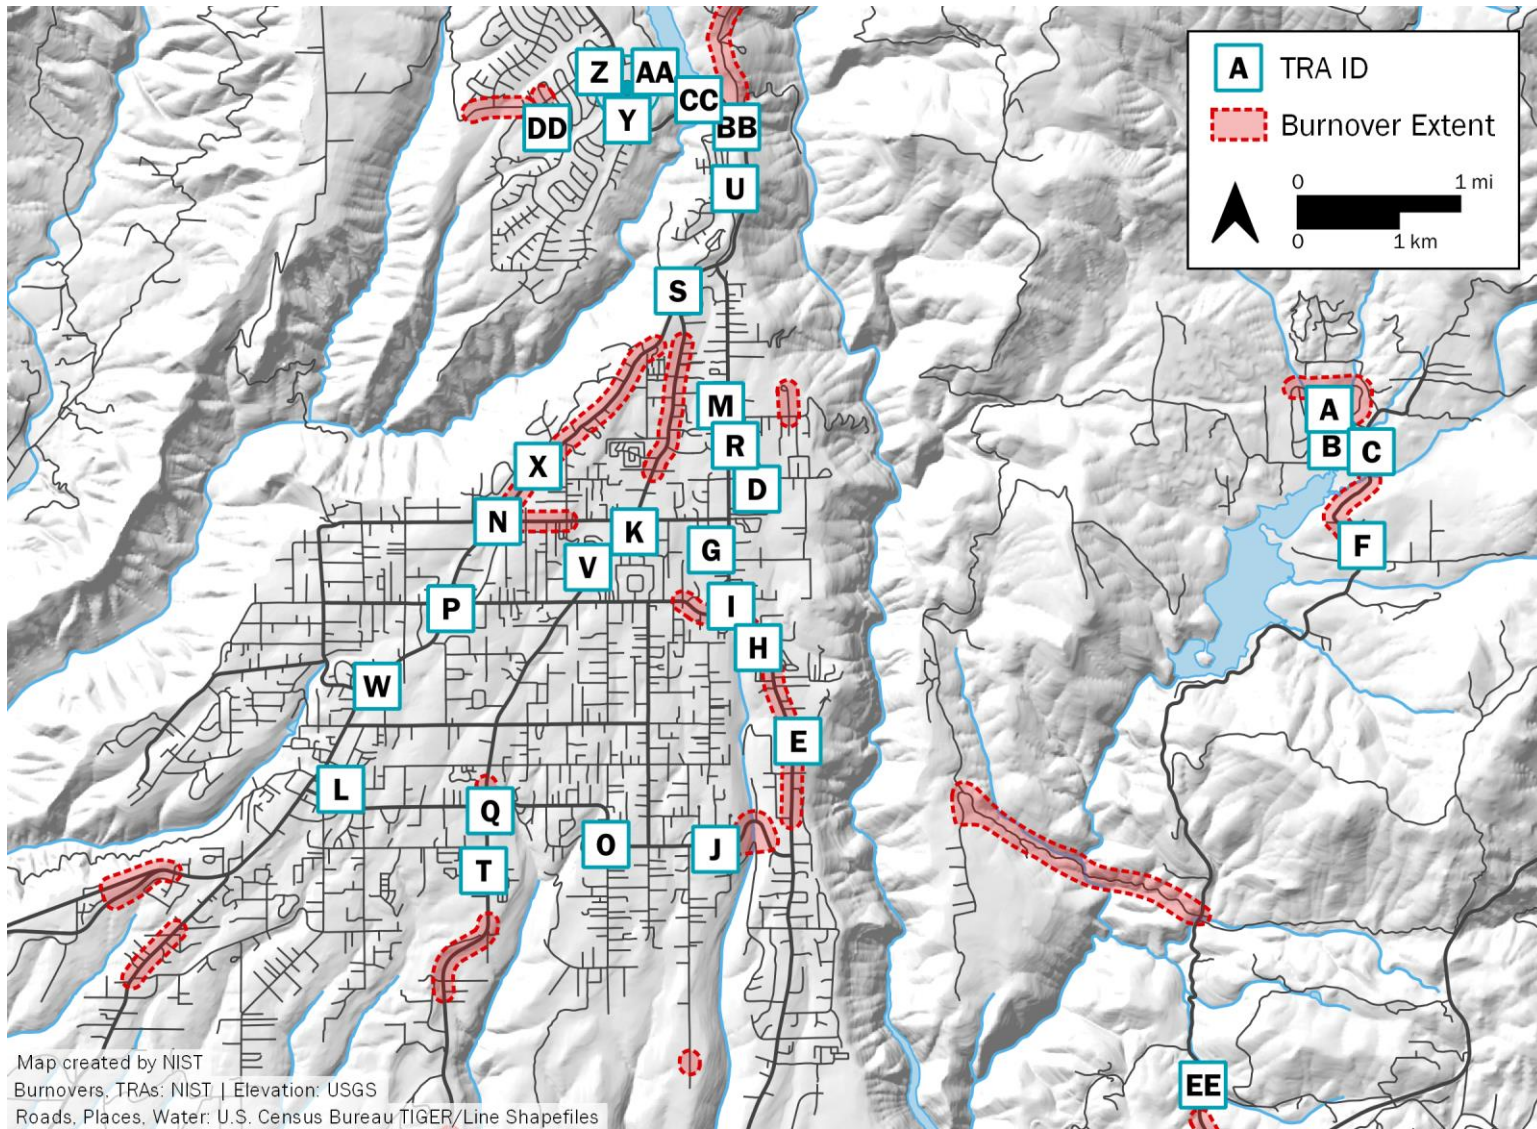 Z
AA
CC
DD
Y
BB
U
A TRA ID
Burnover Extent
0 1 mi
0 1 km
S
M
R
D
X
N
K
G
V
P
I
H
W
E
L
Q
O
J
T
A
B
C
F
EE
Map created by NIST
Burnovers, TRAs: NIST | Elevation: USGS
Roads, Places, Water: U.S. Census Bureau TIGER/Line Shapefiles